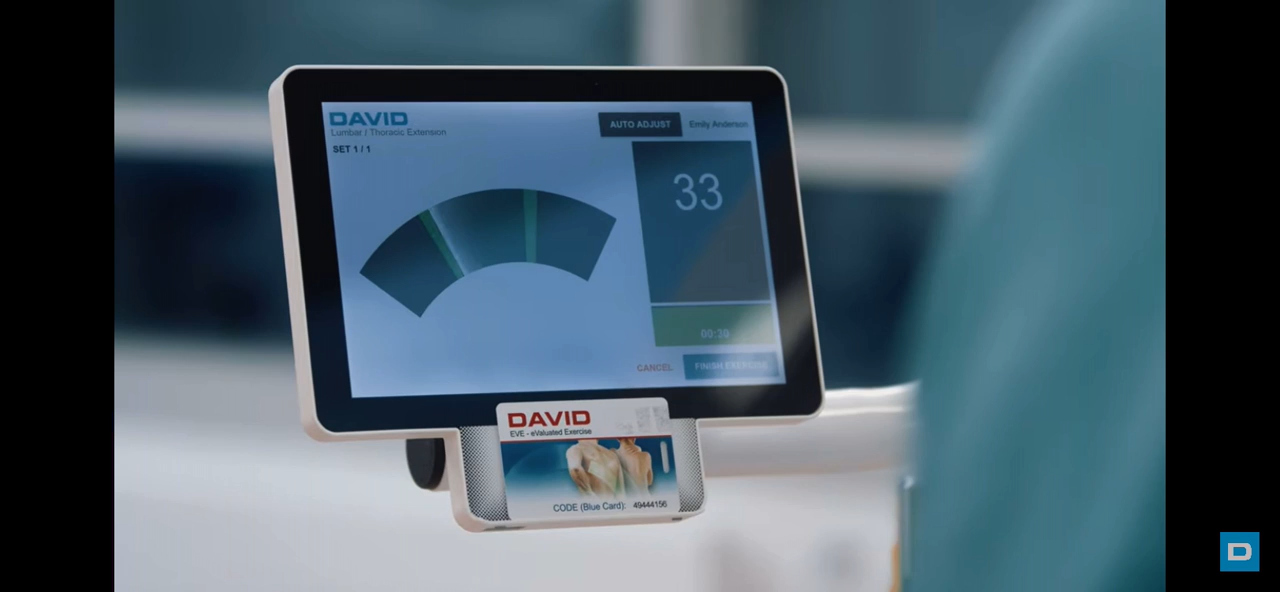 DAVID
Lumbar / Thoracic Extension
AUTO ADJUST
Emily Anderson
SET 1 / 1
33
00:30
CANCEL
FINISH EXERCISE
DAVID
EVE - eValuated Exercise
CODE (Blue Card): 49444156
D